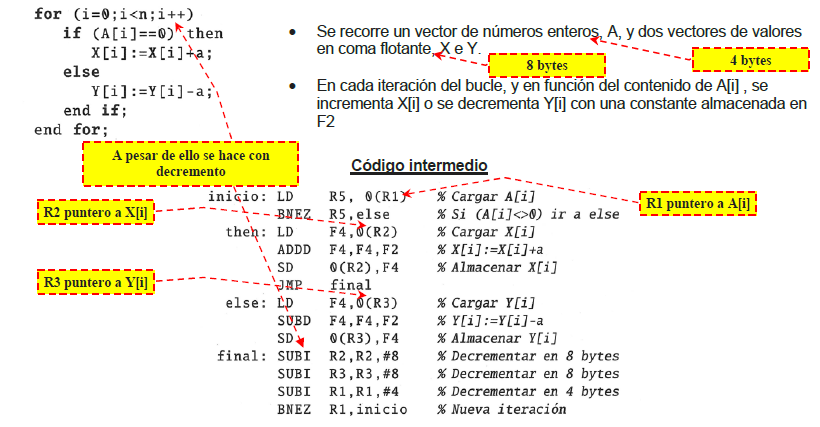 for (i=0;i<n;i++)
if (A[i]==0) then
X[i]:=X[i]+a;
else
Y[i]:=Y[i]-a;
end if;
end for;
• Se recorre un vector de números enteros, A, y dos vectores de valores
en coma flotante, X e Y.
8 bytes
4 bytes
• En cada iteración del bucle, y en función del contenido de A[i] , se
incrementa X[i] o se decrementa Y[i] con una constante almacenada en
F2
A pesar de ello se hace con
decremento
Código intermedio
R2 puntero a X[i]
R1 puntero a A[i]
R3 puntero a Y[i]
inicio: LD R5, 0(R1) % Cargar A[i]
BNEZ R5,else % Si (A[i]<>0) ir a else
then: LD F4,0(R2) % Cargar X[i]
ADDD F4,F4,F2 % X[i]:=X[i]+a
SD 0(R2),F4 % Almacenar X[i]
JMP final
else: LD F4,0(R3) % Cargar Y[i]
SUBD F4,F4,F2 % Y[i]:=Y[i]-a
SD 0(R3),F4 % Almacenar Y[i]
final: SUBI R2,R2,#8 % Decrementar en 8 bytes
SUBI R3,R3,#8 % Decrementar en 8 bytes
SUBI R1,R1,#4 % Decrementar en 4 bytes
BNEZ R1,inicio % Nueva iteración